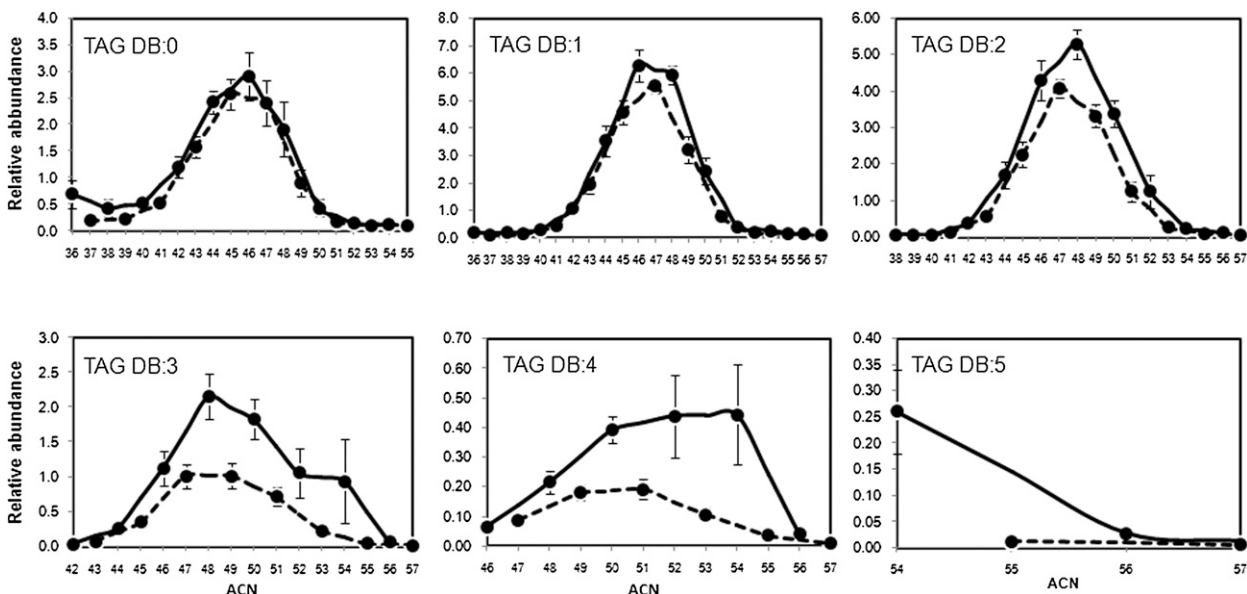 TAG DB:0
Relative abbundance
4.0
3.5
3.0
2.5
2.0
1.5
1.0
0.5
0.0
36 37 38 39 40 41 42 43 44 45 46 47 48 49 50 51 52 53 54 55
TAG DB:1
8.0
7.0
6.0
5.0
4.0
3.0
2.0
1.0
0.0
36 37 38 39 40 41 42 43 44 45 46 47 48 49 50 51 52 53 54 55 56 57
TAG DB:2
6.00
5.00
4.00
3.00
2.00
1.00
0.00
38 39 40 41 42 43 44 45 46 47 48 49 50 51 52 53 54 55 56 57
TAG DB:3
Relative abundance
3.0
2.5
2.0
1.5
1.0
0.5
0.0
42 43 44 45 46 47 48 49 50 51 52 53 54 55 56 57
ACN
TAG DB:4
0.70
0.60
0.50
0.40
0.30
0.20
0.10
0.00
46 47 48 49 50 51 52 53 54 55 56 57
ACN
TAG DB:5
0.40
0.35
0.30
0.25
0.20
0.15
0.10
0.05
0.00
54 55 56 57
ACN